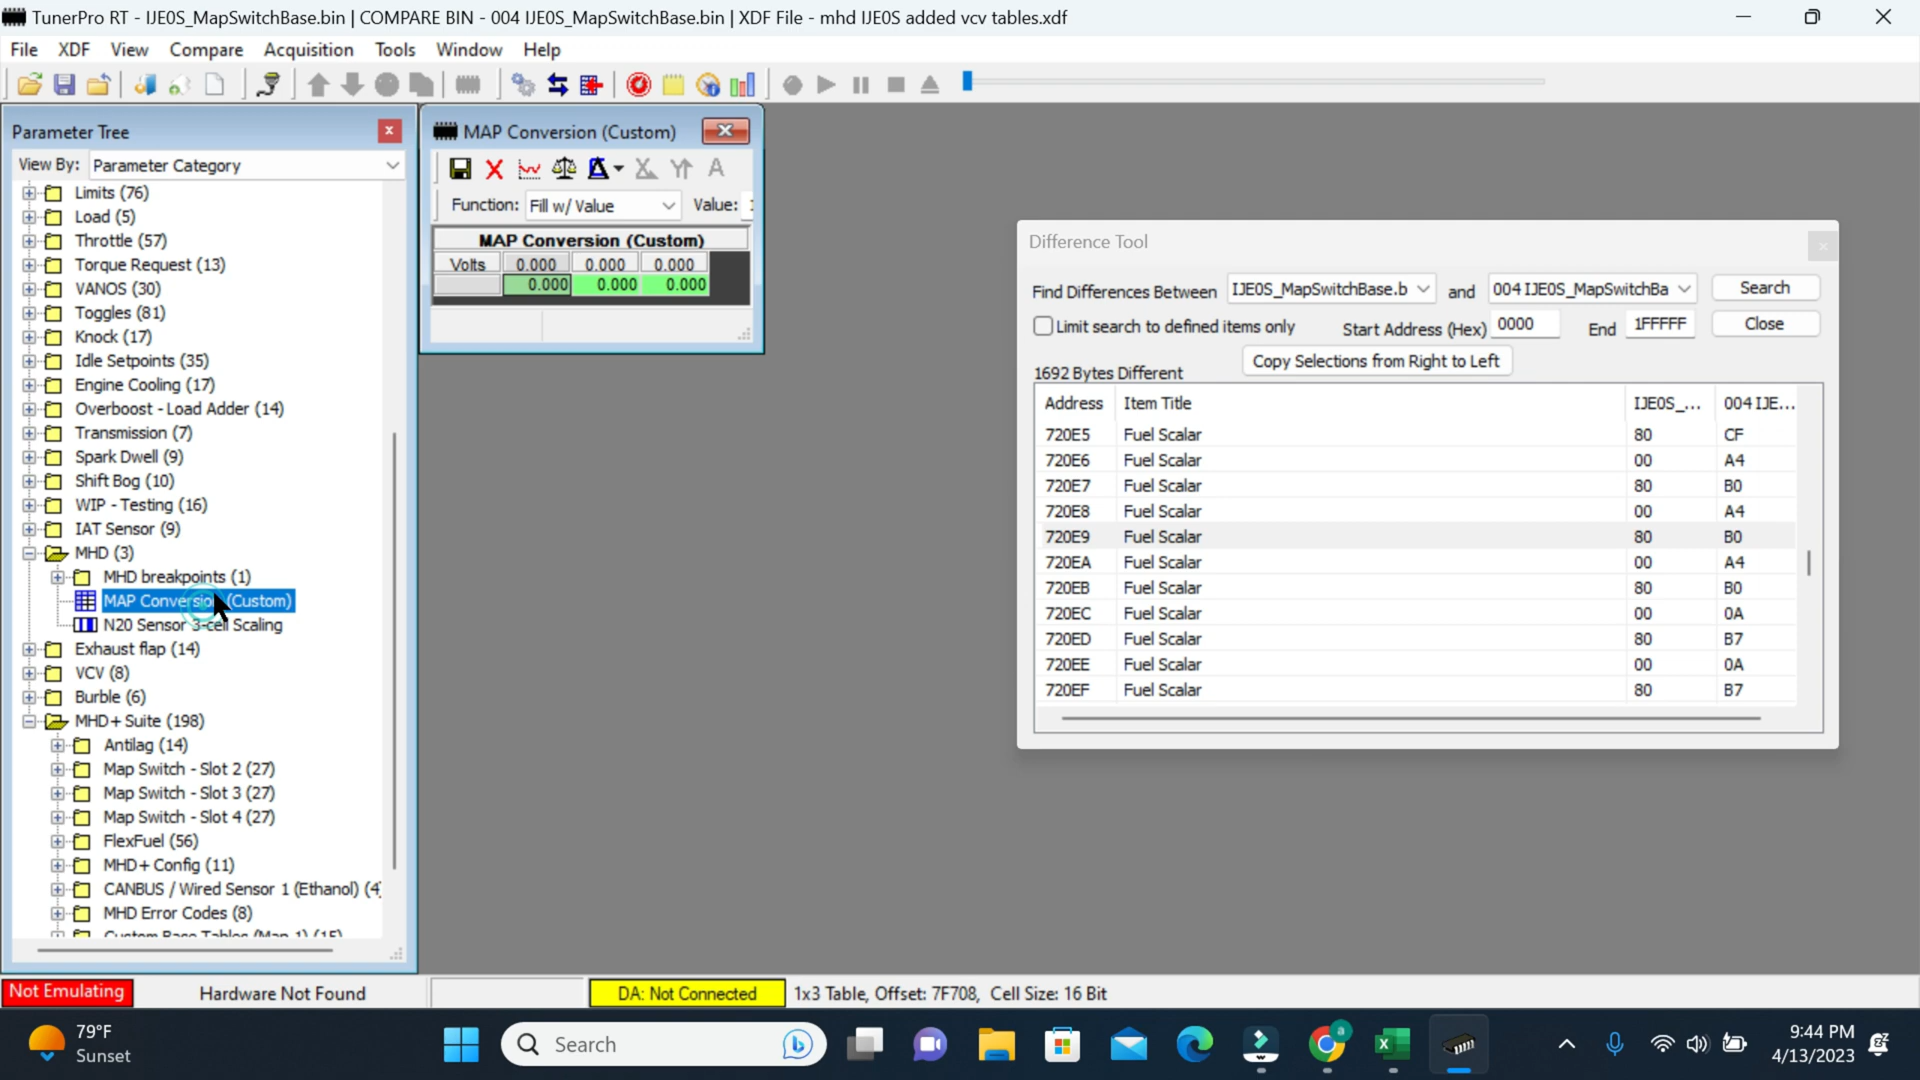 TunerPro RT - IJE0S_MapSwitchBase.bin | COMPARE BIN - 004 IJE0S_MapSwitchBase.bin | XDF File - mhd IJE0S added vcv tables.xdf
File XDF View Compare Acquisition Tools Window Help
Parameter Tree
View By: Parameter Category
Limits (76)
Load (5)
Throttle (57)
Torque Request (13)
VANOS (30)
Toggles (81)
Knock (17)
Idle Setpoints (35)
Engine Cooling (17)
Overboost - Load Adder (14)
Transmission (7)
Spark Dwell (9)
Shift Bog (10)
WIP - Testing (16)
IAT Sensor (9)
MHD (3)
MHD breakpoints (1)
MAP Conversion (Custom)
N20 Sensor 3-cell Scaling
Exhaust flap (14)
VCV (8)
Burble (6)
MHD+ Suite (198)
Antilag (14)
Map Switch - Slot 2 (27)
Map Switch - Slot 3 (27)
Map Switch - Slot 4 (27)
FlexFuel (56)
MHD+ Config (11)
CANBUS / Wired Sensor 1 (Ethanol) (4
MHD Error Codes (8)
Custom Base Tables (Map 1) (15)
MAP Conversion (Custom)
Function: Fill w/ Value Value:
MAP Conversion (Custom)
Volts 0.000 0.000 0.000
0.000 0.000 0.000
Difference Tool
Find Differences Between IJE0S_MapSwitchBase.b and 004 IJE0S_MapSwitchBa Search
Limit search to defined items only Start Address (Hex) 0000 End 1FFFFF Close
1692 Bytes Different Copy Selections from Right to Left
Address Item Title IJE0S_... 004 IJE...
720E5 Fuel Scalar 80 CF
720E6 Fuel Scalar 00 A4
720E7 Fuel Scalar 80 B0
720E8 Fuel Scalar 00 A4
720E9 Fuel Scalar 80 B0
720EA Fuel Scalar 00 A4
720EB Fuel Scalar 80 B0
720EC Fuel Scalar 00 0A
720ED Fuel Scalar 80 B7
720EE Fuel Scalar 00 0A
720EF Fuel Scalar 80 B7
Not Emulating Hardware Not Found DA: Not Connected 1x3 Table, Offset: 7F708, Cell Size: 16 Bit
79°F
Sunset
Search
9:44 PM
4/13/2023